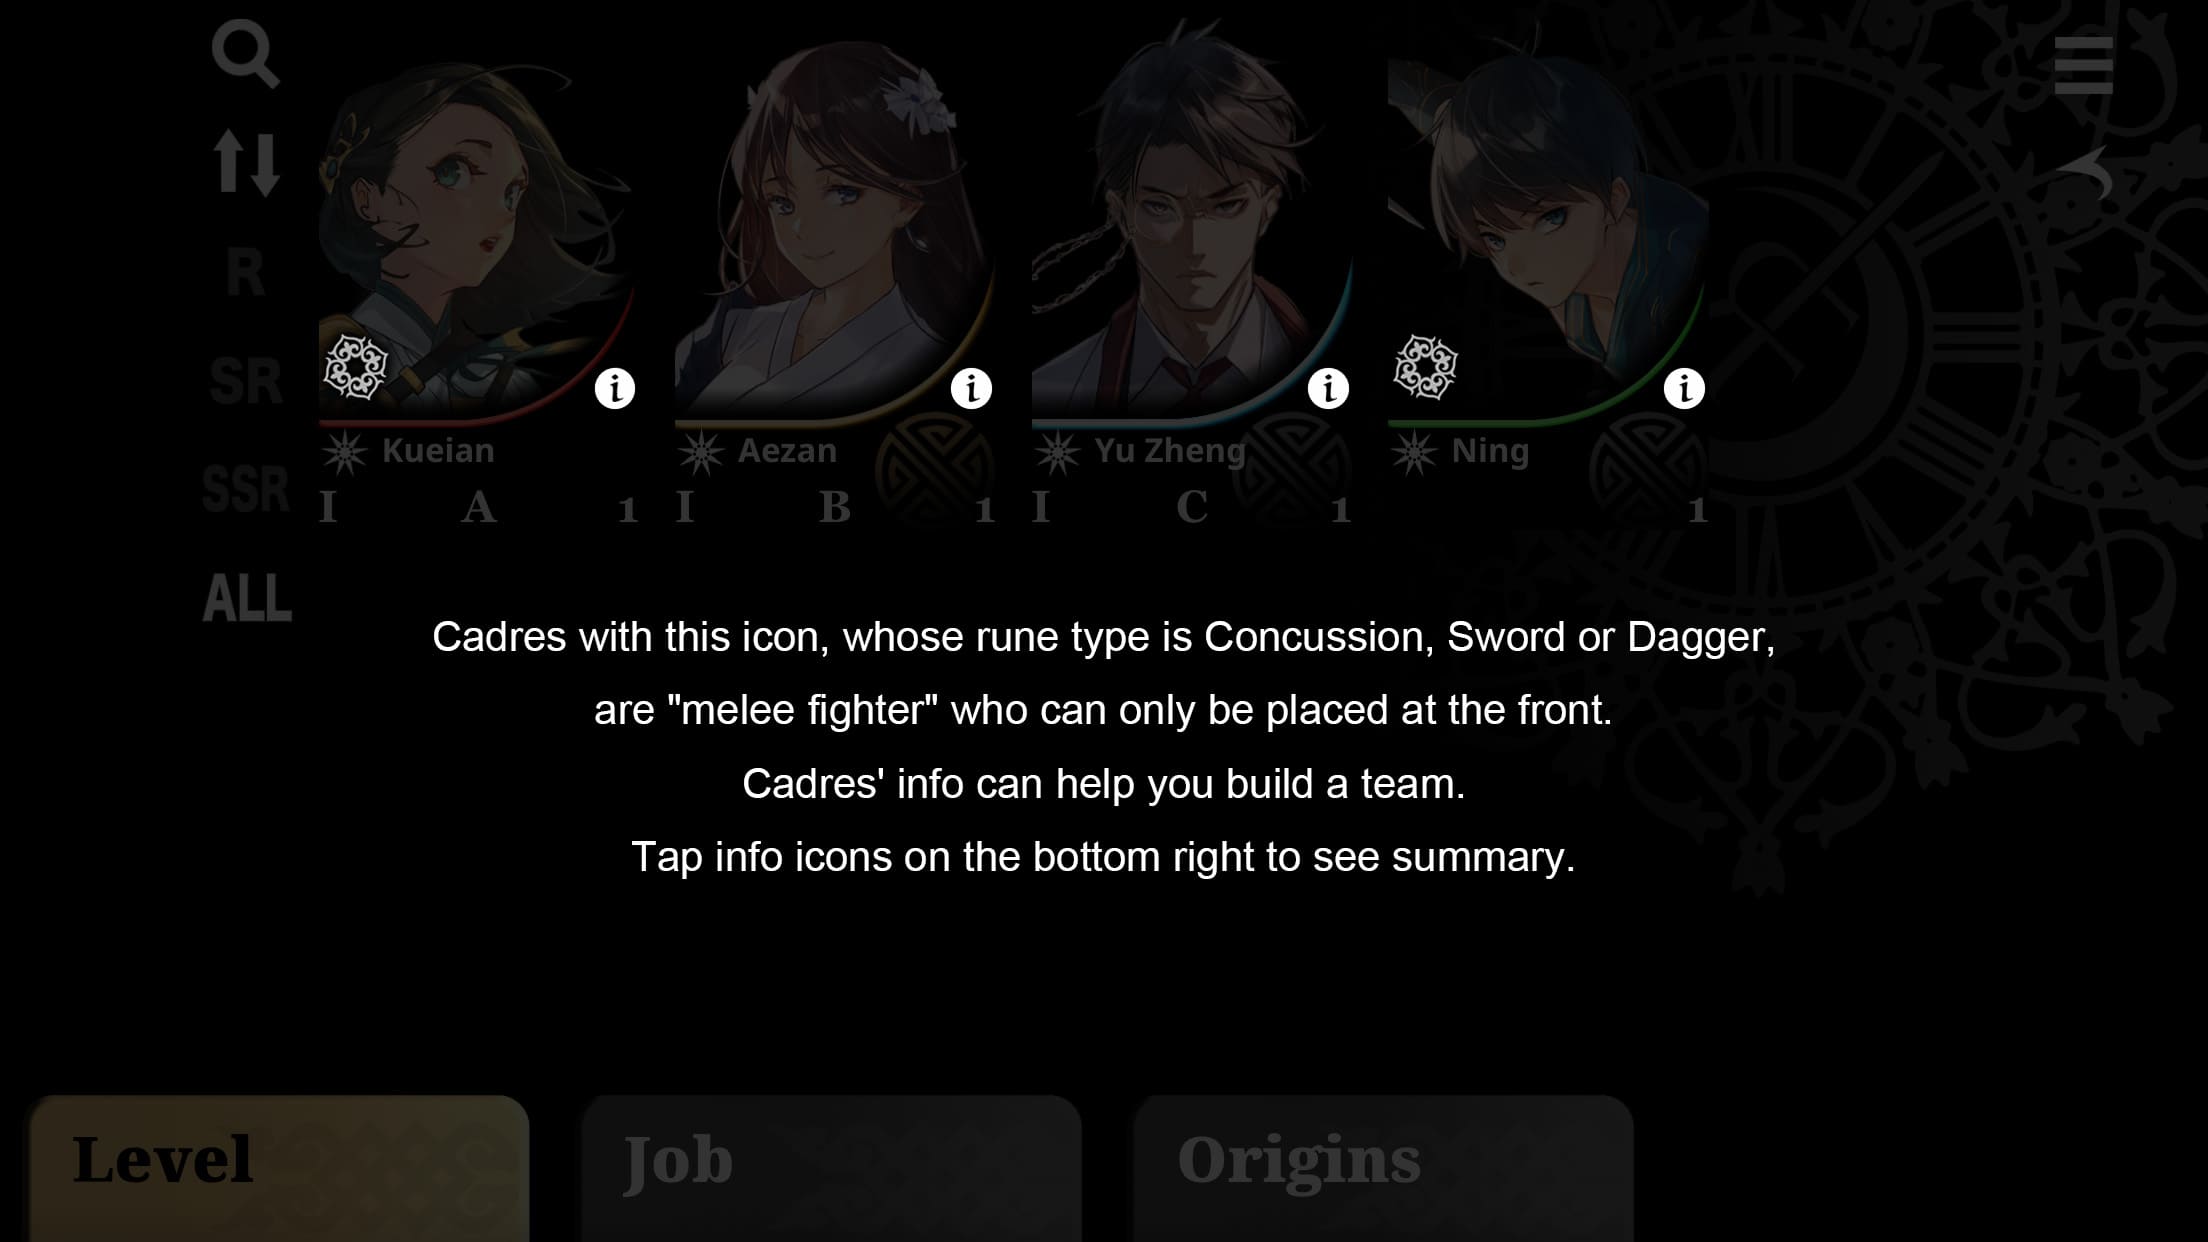 R
SR
SSR
ALL
Kueian
I A 1
Aezan
I B 1
Yu Zheng
I C 1
Ning
1
Cadres with this icon, whose rune type is Concussion, Sword or Dagger,
are "melee fighter" who can only be placed at the front.
Cadres' info can help you build a team.
Tap info icons on the bottom right to see summary.
Level
Job
Origins